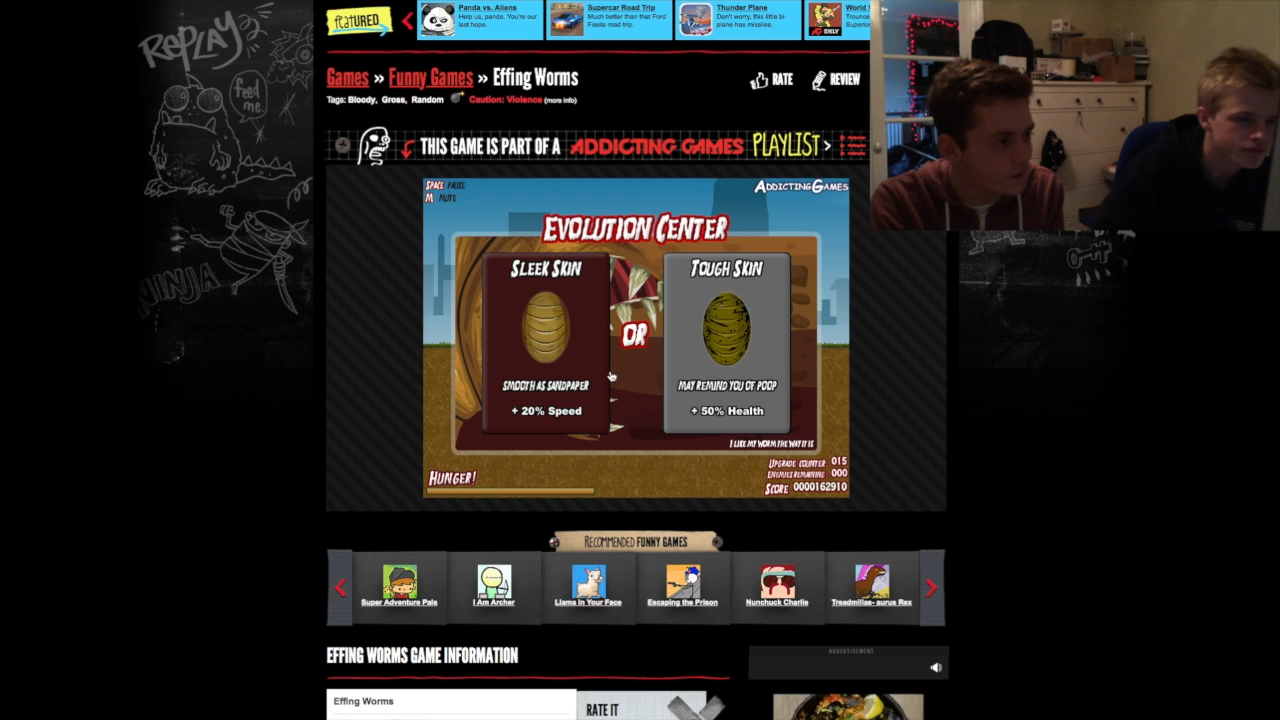 RePLAY
feed me!
NINJA
featURED
Panda vs. Aliens
Help us, panda. You're our last hope.
Supercar Road Trip
Much better than that Ford Fiesta road trip.
Thunder Plane
Don't worry, this little bi-plane has missiles.
World
Trounce
Superior
AG ONLY
Games » Funny Games » Effing Worms
RATE
REVIEW
Tags: Bloody, Gross, Random Caution: Violence (more info)
THIS GAME IS PART OF A ADDICTING GAMES PLAYLIST >
SPACE PAUSE
M MUTE
ADDICTINGGAMES
EVOLUTION CENTER
SLEEK SKIN
SMOOTH AS SANDPAPER
+ 20% Speed
OR
TOUGH SKIN
MAY REMIND YOU OF POOP
+ 50% Health
I LIKE MY WORM THE WAY IT IS
HUNGER!
UPGRADE COUNTER 015
ENEMIES REMAINING 000
SCORE 0000162910
RECOMMENDED FUNNY GAMES
Super Adventure Pals
I Am Archer
Llama In Your Face
Escaping the Prison
Nunchuck Charlie
Treadmillas- aurus Rex
EFFING WORMS GAME INFORMATION
ADVERTISEMENT
Effing Worms
RATE IT